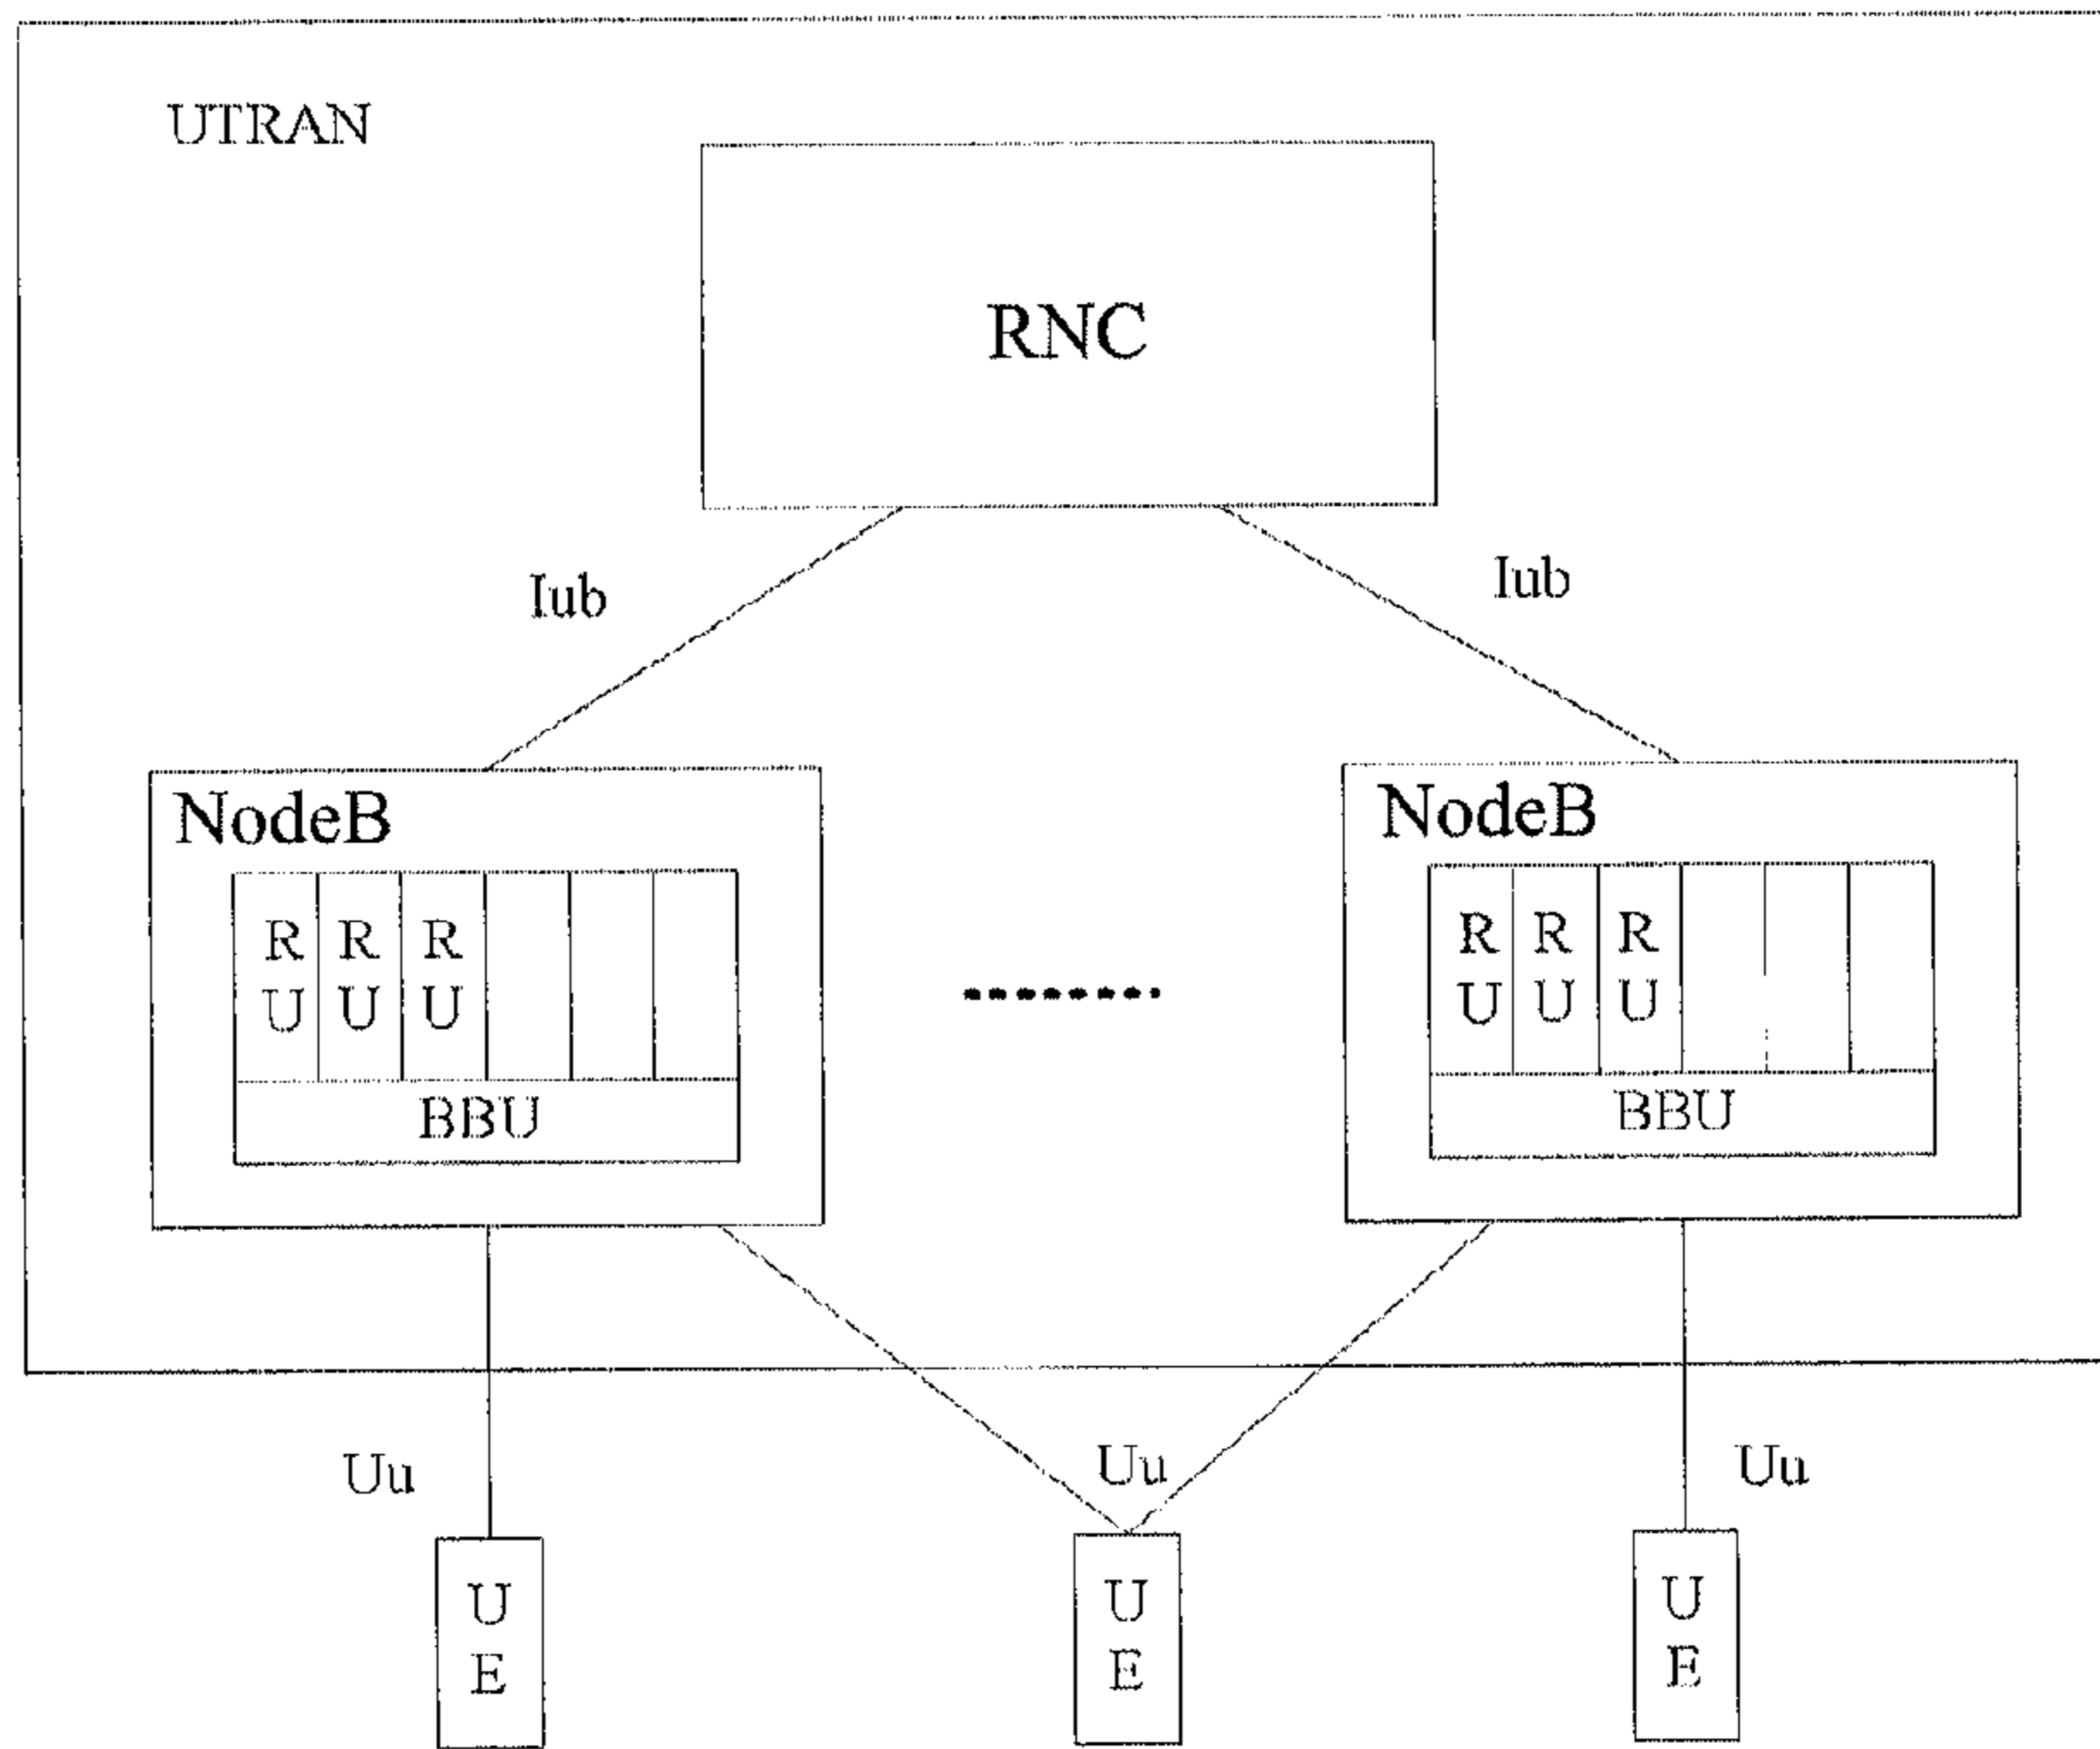 UTRAN
RNC
Iub
Iub
NodeB
NodeB
R R R
U U U
BBU
R R R
U U U
BBU
Uu
Uu
Uu
U
E
U
E
U
E